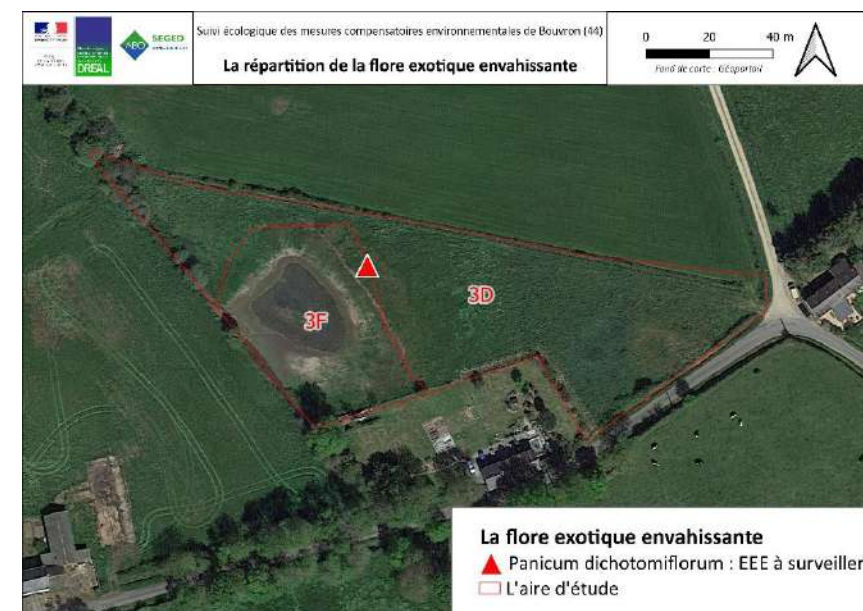 DREAL
ABO
SEGED
Suivi écologique des mesures compensatoires environnementales de Bouvron (44)
La répartition de la flore exotique envahissante
0 20 40 m
Fond de carte : Géoportail
3F
3D
La flore exotique envahissante
Panicum dichotomiflorum : EEE à surveiller
L'aire d'étude